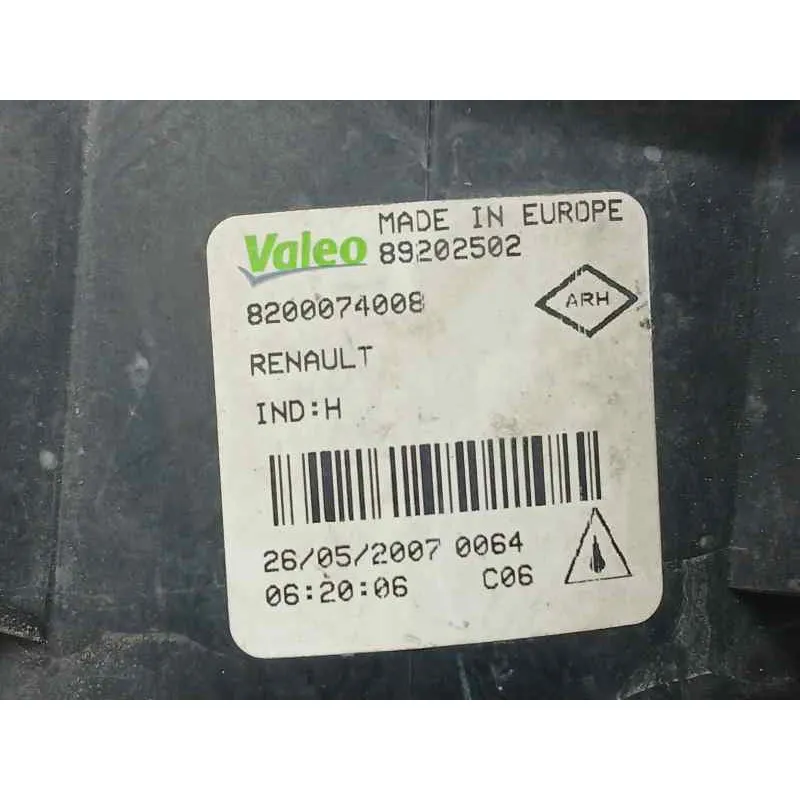 Valeo MADE IN EUROPE
89202502
8200074008
ARH
RENAULT
IND:H
26/05/2007 0064
06:20:06 C06